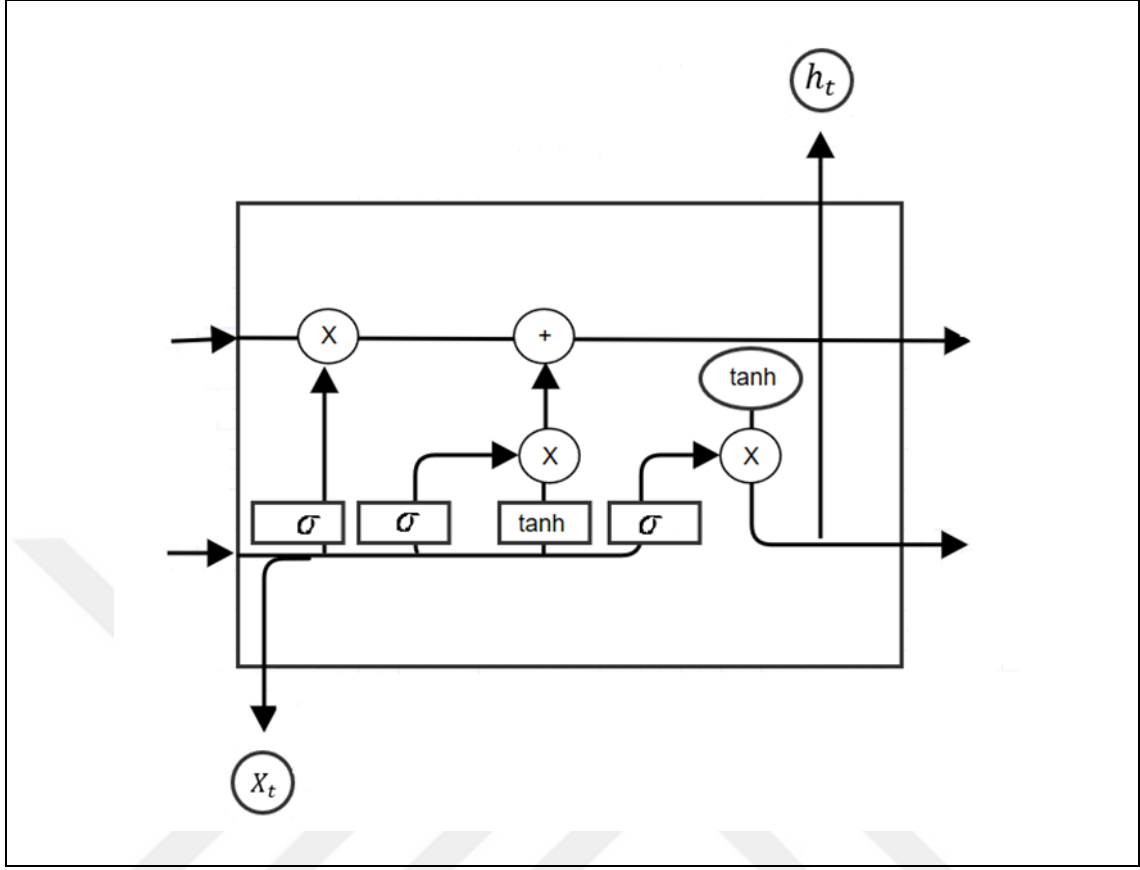 h_t
X +
tanh
X X
σ σ tanh σ
X_t